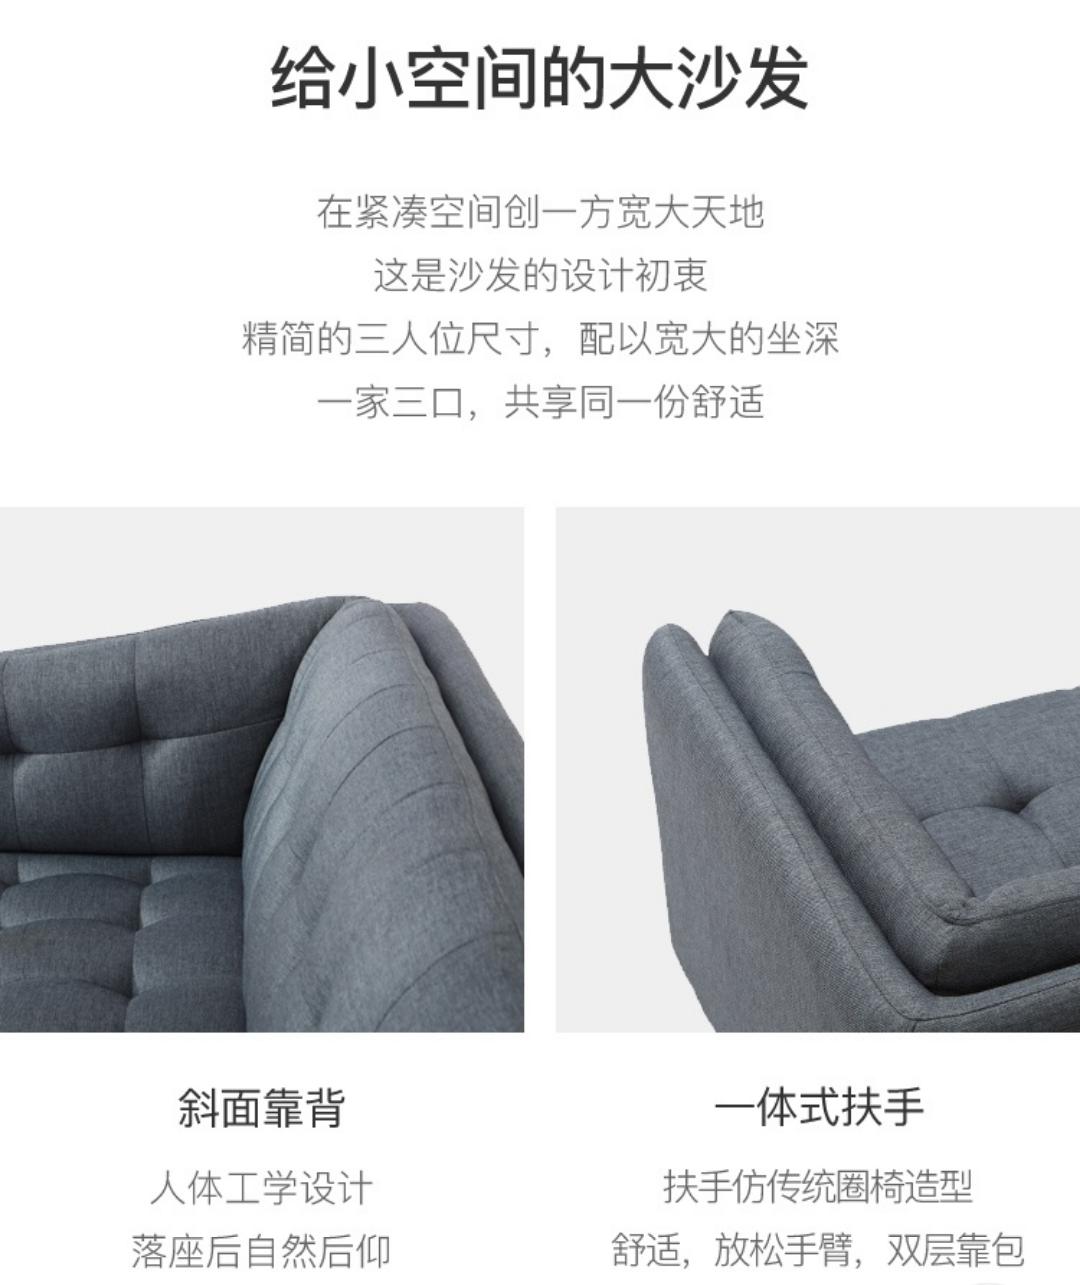 给小空间的大沙发
在紧凑空间创一方宽大天地
这是沙发的设计初衷
精简的三人位尺寸，配以宽大的坐深
一家三口，共享同一份舒适
斜面靠背
人体工学设计
落座后自然后仰
一体式扶手
扶手仿传统圈椅造型
舒适，放松手臂，双层靠包